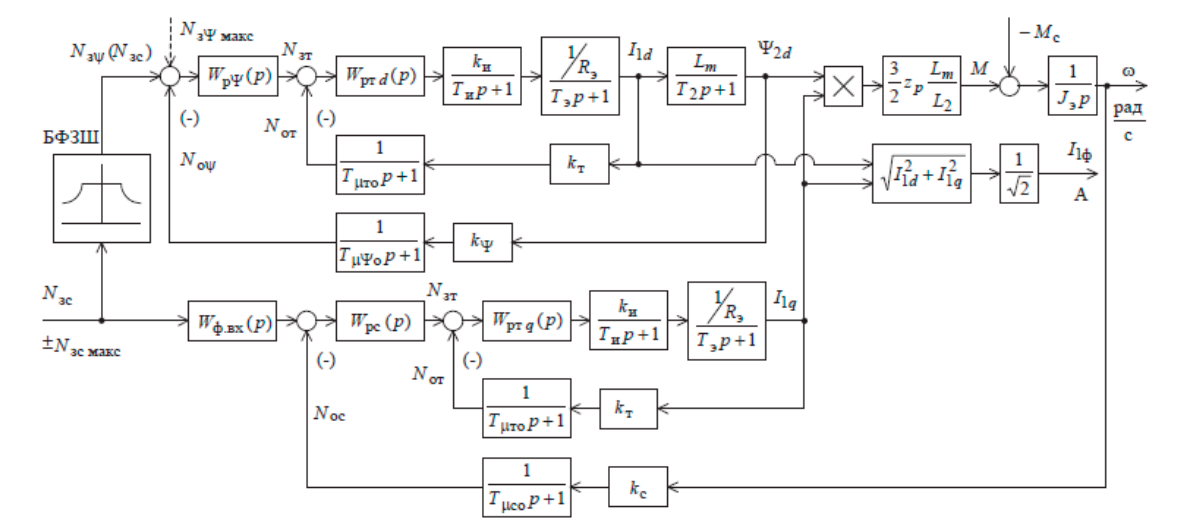 N_зΨ макс
N_зψ(N_зс)
W_рΨ(p)
N_зт
W_рт d(p)
k_и
T_и p+1
1/R_э
T_э p+1
I_1d
L_m
T_2 p+1
Ψ_2d
×
3/2 z_p L_m/L_2
M
−M_с
1
J_э p
ω
рад
с
(-)
N_от
(-)
БФЗШ
N_оψ
1
T_μто p+1
k_т
√I_1d^2 + I_1q^2
1
√2
I_1ф
А
1
T_μΨо p+1
k_Ψ
N_зс
±N_зс макс
W_ф.вх(p)
W_рс(p)
N_зт
W_рт q(p)
k_и
T_и p+1
1/R_э
T_э p+1
I_1q
(-)
N_от
(-)
1
T_μто p+1
k_т
N_ос
1
T_μсо p+1
k_с